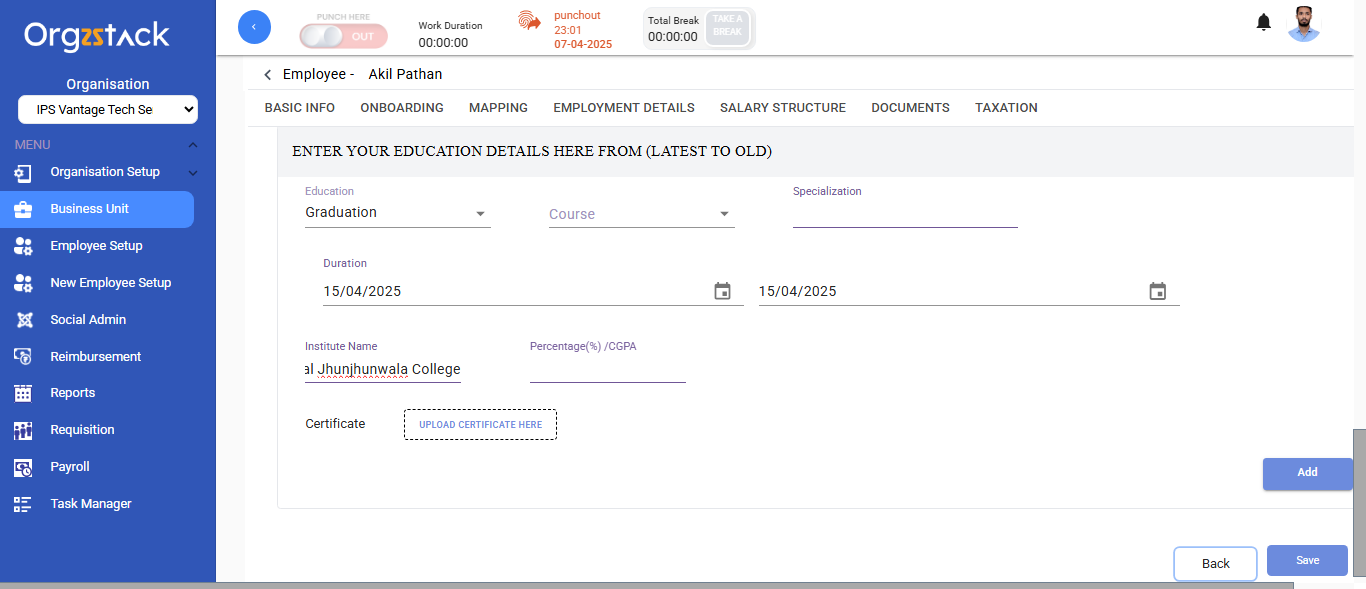 Orgzstack
Organisation
IPS Vantage Tech Se
MENU
Organisation Setup
Business Unit
Employee Setup
New Employee Setup
Social Admin
Reimbursement
Reports
Requisition
Payroll
Task Manager
PUNCH HERE
OUT
Work Duration
00:00:00
punchout
23:01
07-04-2025
Total Break
00:00:00
TAKE A
BREAK
Employee - Akil Pathan
BASIC INFO ONBOARDING MAPPING EMPLOYMENT DETAILS SALARY STRUCTURE DOCUMENTS TAXATION
ENTER YOUR EDUCATION DETAILS HERE FROM (LATEST TO OLD)
Education
Graduation
Course
Specialization
Duration
15/04/2025 15/04/2025
Institute Name Percentage(%) /CGPA
al Jhunjhunwala College
Certificate UPLOAD CERTIFICATE HERE
Add
Back Save